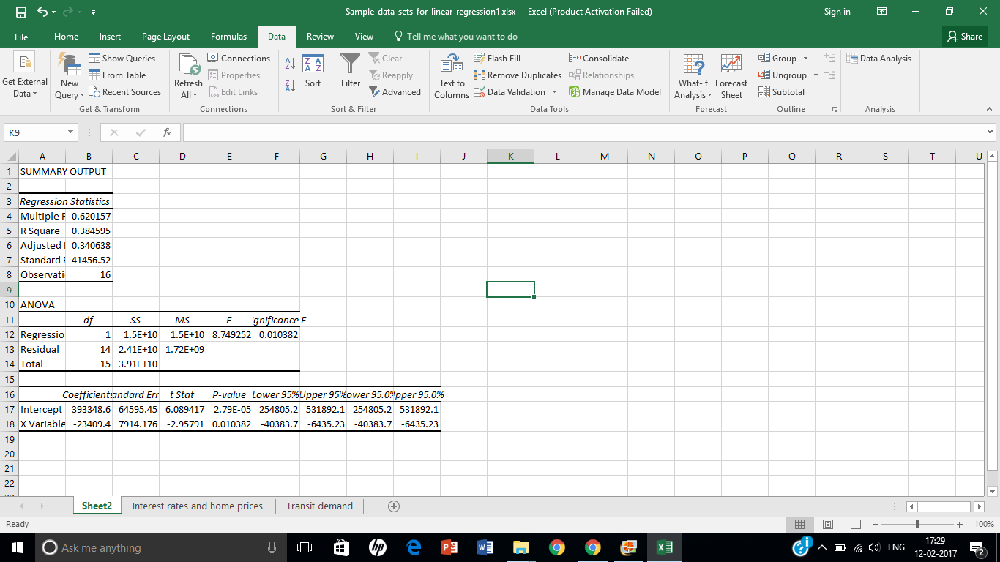 Sample-data-sets-for-linear-regression1.xlsx - Excel (Product Activation Failed)
Sign in
File Home Insert Page Layout Formulas Data Review View Tell me what you want to do
Share
Get External Data
New Query
Show Queries
From Table
Recent Sources
Get & Transform
Refresh All
Connections
Properties
Edit Links
Connections
Sort
Filter
Clear
Reapply
Advanced
Sort & Filter
Text to Columns
Flash Fill
Remove Duplicates
Data Validation
Consolidate
Relationships
Manage Data Model
Data Tools
What-If Analysis
Forecast Sheet
Forecast
Group
Ungroup
Subtotal
Outline
Data Analysis
Analysis
K9
fx
A B C D E F G H I J K L M N O P Q R S T U
1 SUMMARY OUTPUT
2
3 Regression Statistics
4 Multiple R 0.620157
5 R Square 0.384595
6 Adjusted 0.340638
7 Standard E 41456.52
8 Observati 16
9
10 ANOVA
11 df SS MS F gnificance F
12 Regressio 1 1.5E+10 1.5E+10 8.749252 0.010382
13 Residual 14 2.41E+10 1.72E+09
14 Total 15 3.91E+10
15
16 Coefficients andard Err t Stat P-value Lower 95% Upper 95% ower 95.0% pper 95.0%
17 Intercept 393348.6 64595.45 6.089417 2.79E-05 254805.2 531892.1 254805.2 531892.1
18 X Variable -23409.4 7914.176 -2.95791 0.010382 -40383.7 -6435.23 -40383.7 -6435.23
19
20
21
22
Sheet2 Interest rates and home prices Transit demand
Ready
100%
Ask me anything
ENG
17:29
12-02-2017
2